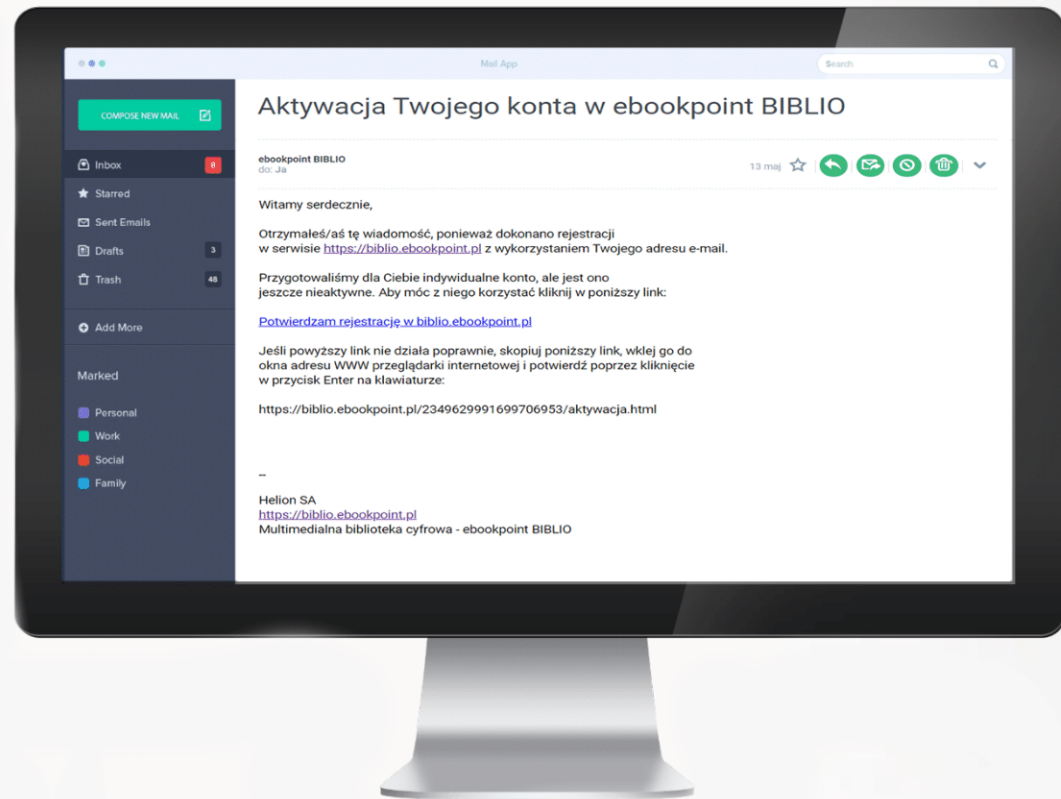 Mail App
Search
COMPOSE NEW MAIL
Inbox
8
Starred
Sent Emails
Drafts
3
Trash
48
Add More
Marked
Personal
Work
Social
Family
Aktywacja Twojego konta w ebookpoint BIBLIO
ebookpoint BIBLIO
do: Ja
13 maj
Witamy serdecznie,
Otrzymałeś/aś tę wiadomość, ponieważ dokonano rejestracji
w serwisie https://biblio.ebookpoint.pl z wykorzystaniem Twojego adresu e-mail.
Przygotowaliśmy dla Ciebie indywidualne konto, ale jest ono
jeszcze nieaktywne. Aby móc z niego korzystać kliknij w poniższy link:
Potwierdzam rejestrację w biblio.ebookpoint.pl
Jeśli powyższy link nie działa poprawnie, skopiuj poniższy link, wklej go do
okna adresu WWW przeglądarki internetowej i potwierdź poprzez kliknięcie
w przycisk Enter na klawiaturze:
https://biblio.ebookpoint.pl/2349629991699706953/aktywacja.html
--
Helion SA
https://biblio.ebookpoint.pl
Multimedialna biblioteka cyfrowa - ebookpoint BIBLIO